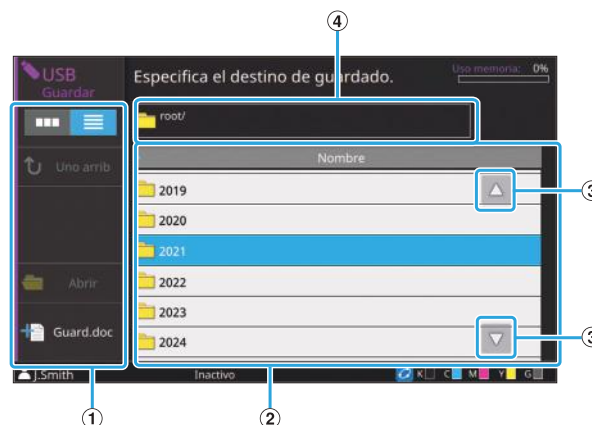 ④
USB
Guardar
Especifica el destino de guardado.
Uso memoria: 0%
root/
Uno arrib
Nombre
2019
③
2020
2021
Abrir
2022
2023
Guard.doc
2024
③
J.Smith
Inactivo
K C M Y G
①
②